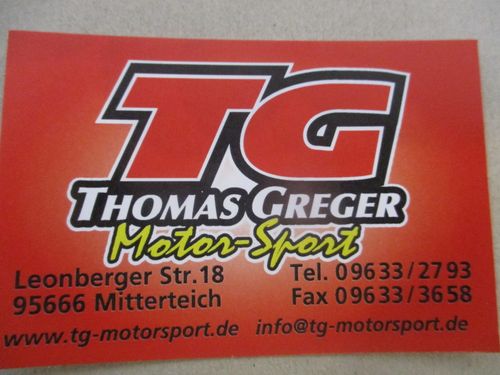 TG
THOMAS GREGER
Motor-Sport
Leonberger Str.18 Tel. 09633/2793
95666 Mitterteich Fax 09633/3658
www.tg-motorsport.de info@tg-motorsport.de